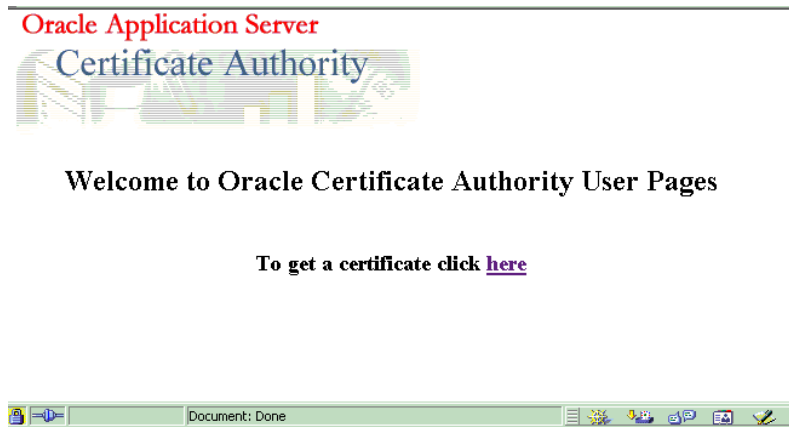 Oracle Application Server
Certificate Authority
Welcome to Oracle Certificate Authority User Pages
To get a certificate click here
Document: Done